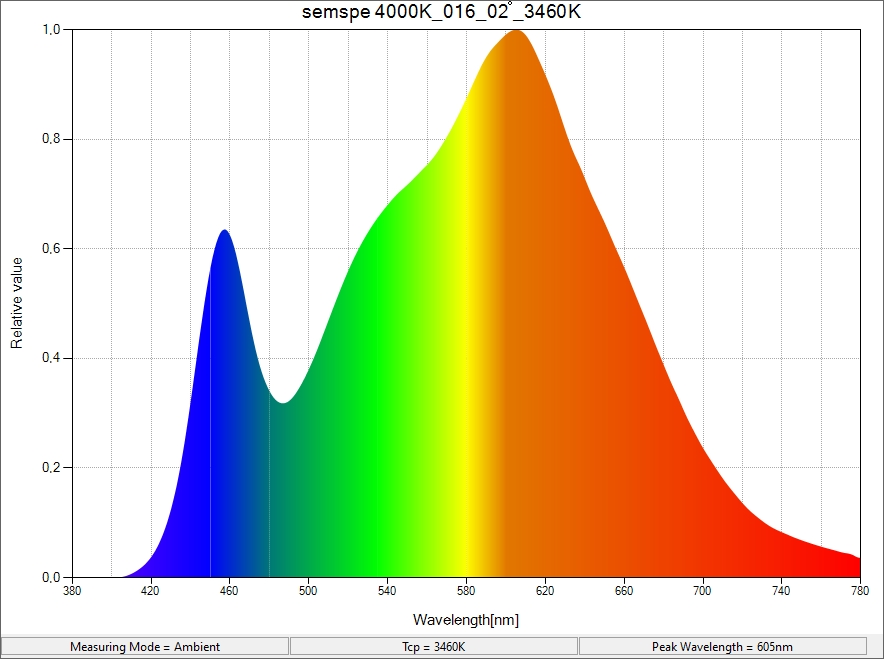 semspe 4000K_016_02°_3460K
1,0
0,8
0,6
0,4
0,2
0,0
Relative value
380 420 460 500 540 580 620 660 700 740 780
Wavelength[nm]
Measuring Mode = Ambient Tcp = 3460K Peak Wavelength = 605nm